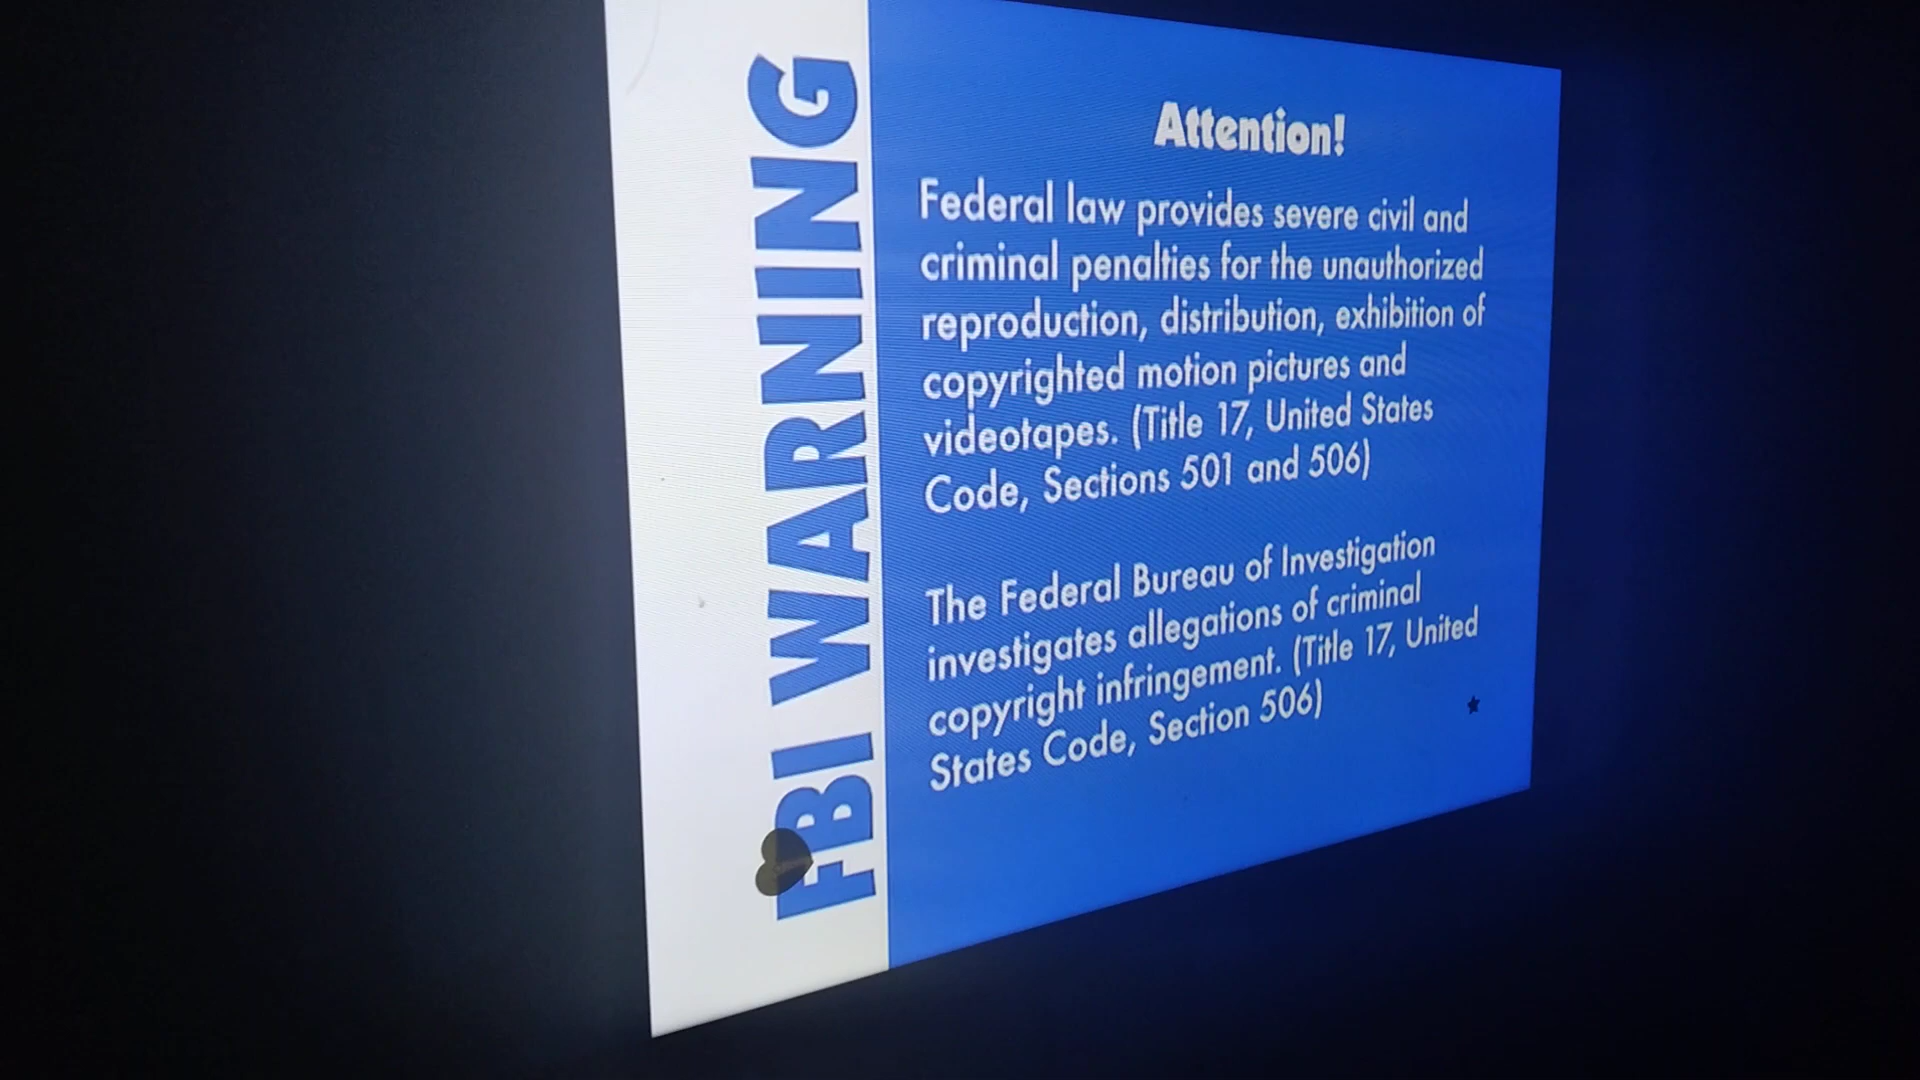 FBI WARNING
Attention!
Federal law provides severe civil and
criminal penalties for the unauthorized
reproduction, distribution, exhibition of
copyrighted motion pictures and
videotapes. (Title 17, United States
Code, Sections 501 and 506)
The Federal Bureau of Investigation
investigates allegations of criminal
copyright infringement. (Title 17, United
States Code, Section 506)